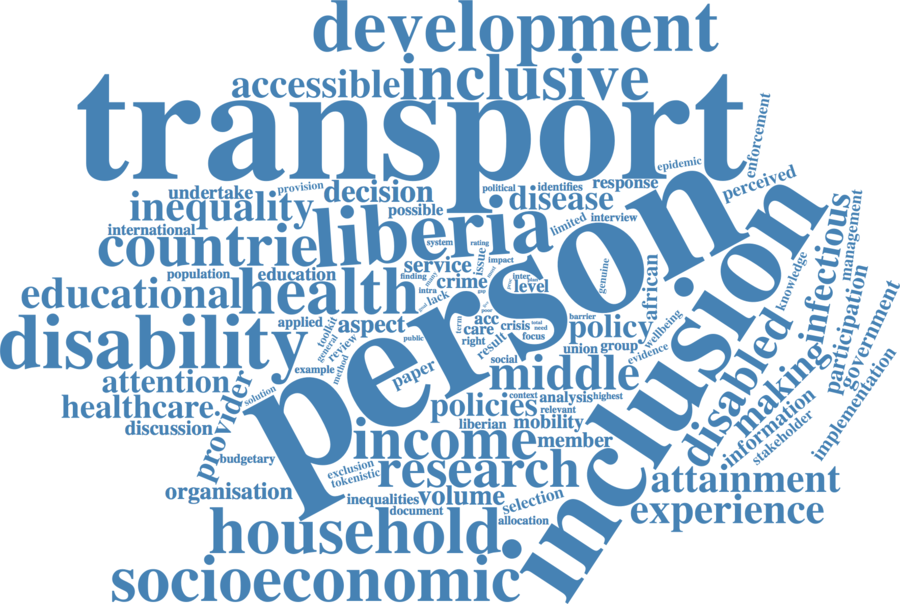 development
accessible
inclusive
transport
enforcement
epidemic
perceived
undertake
provision
decision
political
identifies
response
inequality
possible
disease
limited
interview
international
countrie
liberia
system
rating
impact
issue
person
inclusion
infectious
management
knowledge
population
education
finding
service
crime
inter
level
genuine
african
educational
health
intra
lack
gap
disability
applied
toolkit
general
review
aspect
public
term
acc
care
right
result
crisis
total
need
focus
barrier
policy
union
group
wellbeing
evidence
participation
government
implementation
attention
example
method
paper
social
middle
disabled
making
healthcare
provider
solution
policies
context
analysis
highest
relevant
liberian
mobility
information
stakeholder
discussion
budgetary
income
member
exclusion
tokenistic
research
attainment
organisation
inequalities
volume
document
selection
allocation
experience
household
socioeconomic